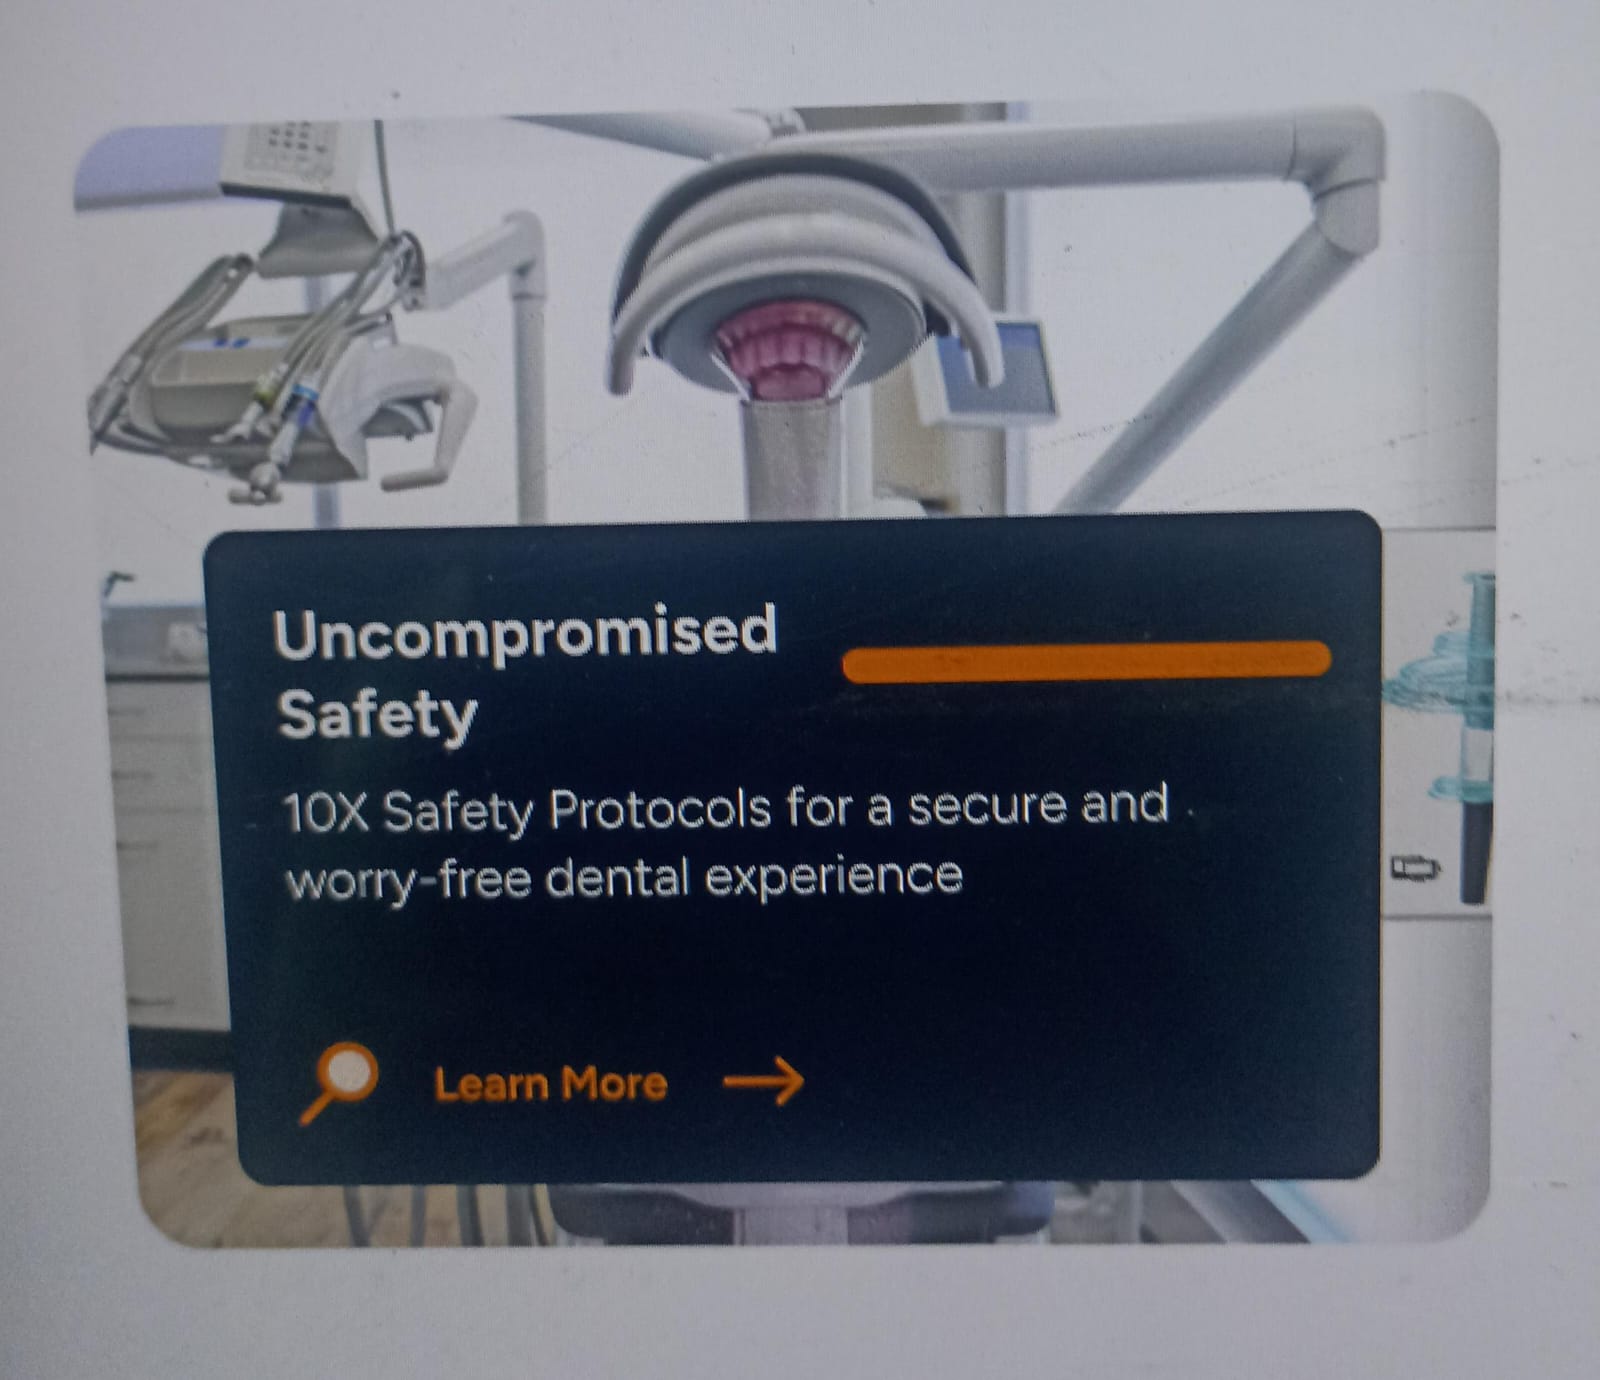 Uncompromised
Safety
10X Safety Protocols for a secure and
worry-free dental experience
Learn More